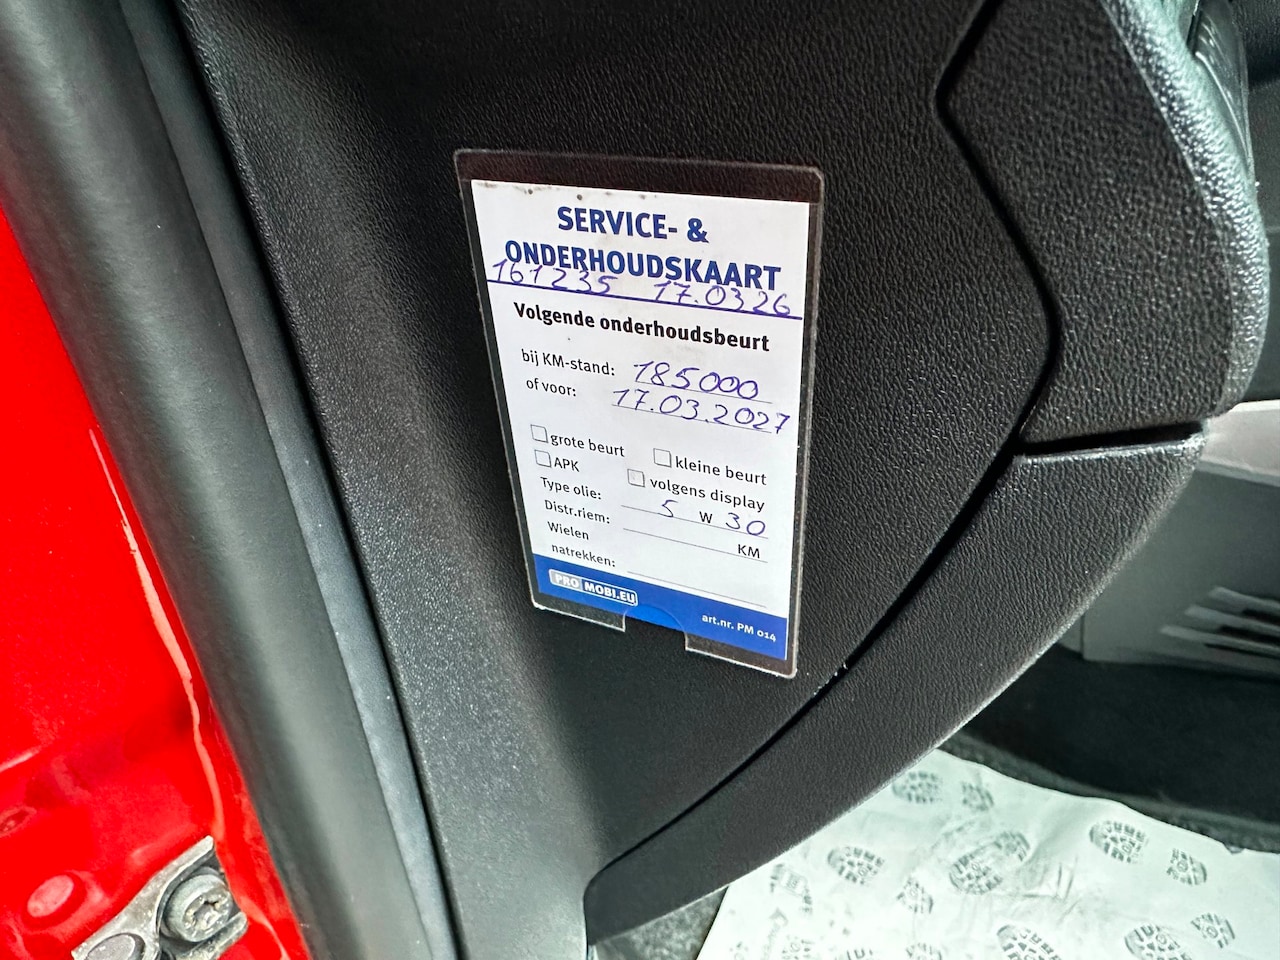 SERVICE- &
ONDERHOUDSKAART
161235 17.0326
Volgende onderhoudsbeurt
bij KM-stand: 185000
of voor: 17.03.2027
grote beurt kleine beurt
APK volgens display
Type olie: 5 W 30
Distr.riem: KM
Wielen
natrekken:
PRO MOBI.EU art.nr. PM 014